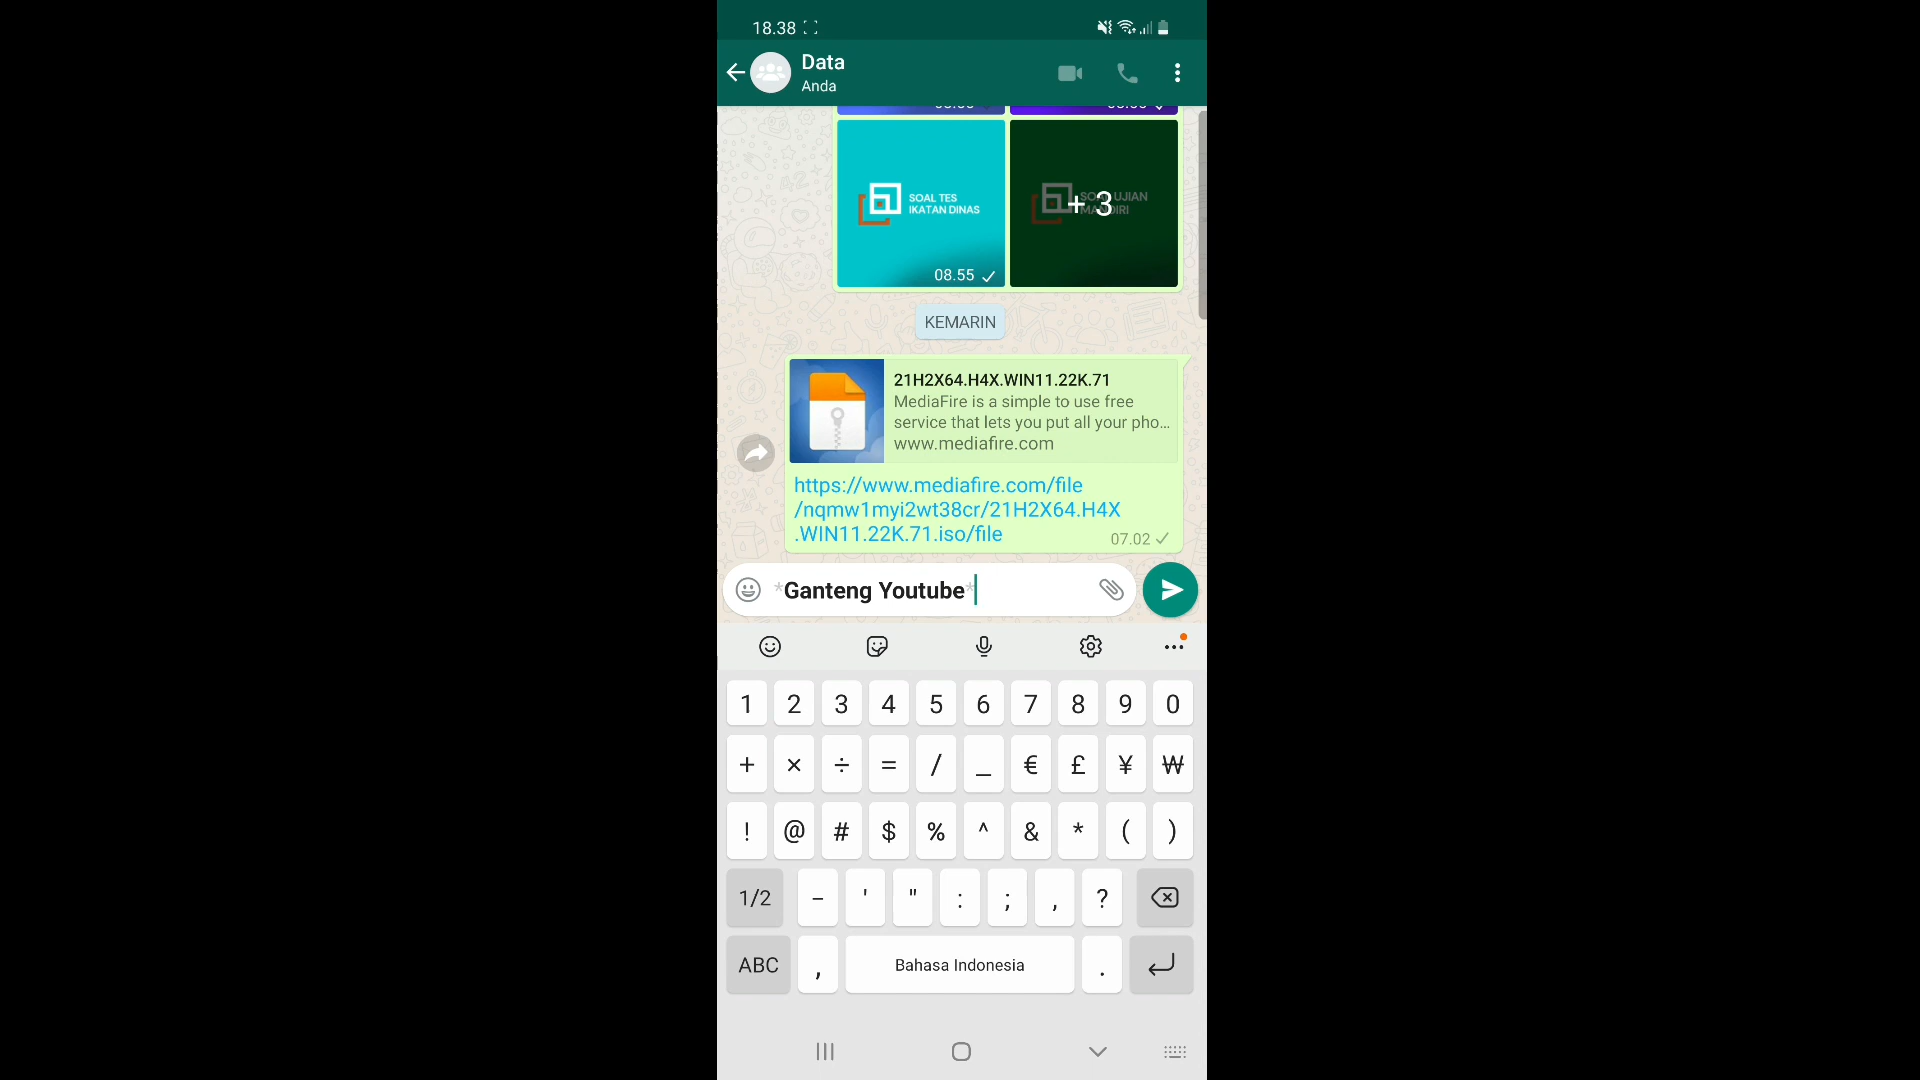 18.38
Data
Anda
SOAL TES
IKATAN DINAS
08.55
SOAL UJIAN
MANDIRI
+ 3
KEMARIN
21H2X64.H4X.WIN11.22K.71
MediaFire is a simple to use free
service that lets you put all your pho...
www.mediafire.com
https://www.mediafire.com/file
/nqmw1myi2wt38cr/21H2X64.H4X
.WIN11.22K.71.iso/file
07.02
*Ganteng Youtube*
1 2 3 4 5 6 7 8 9 0
+ × ÷ = / _ € £ ¥ ₩
! @ # $ % ^ & * ( )
1/2 - ' " : ; , ?
ABC , Bahasa Indonesia .